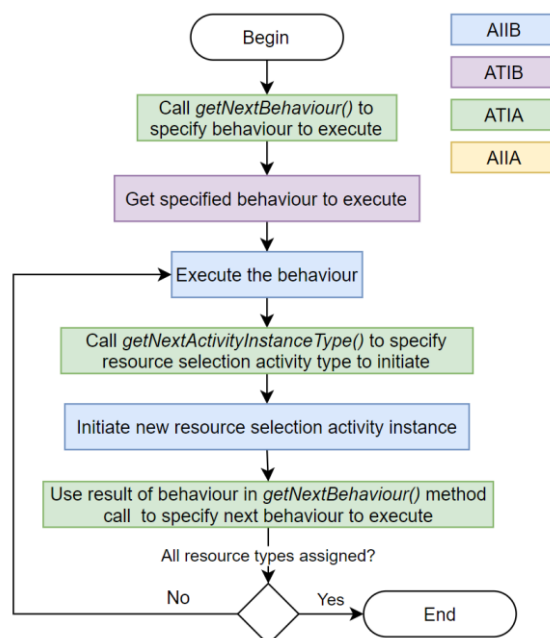 Begin
AIIB
ATIB
ATIA
AIIA
Call getNextBehaviour() to
specify behaviour to execute
Get specified behaviour to execute
Execute the behaviour
Call getNextActivityInstanceType() to specify
resource selection activity type to initiate
Initiate new resource selection activity instance
Use result of behaviour in getNextBehaviour() method
call to specify next behaviour to execute
All resource types assigned?
No
Yes
End